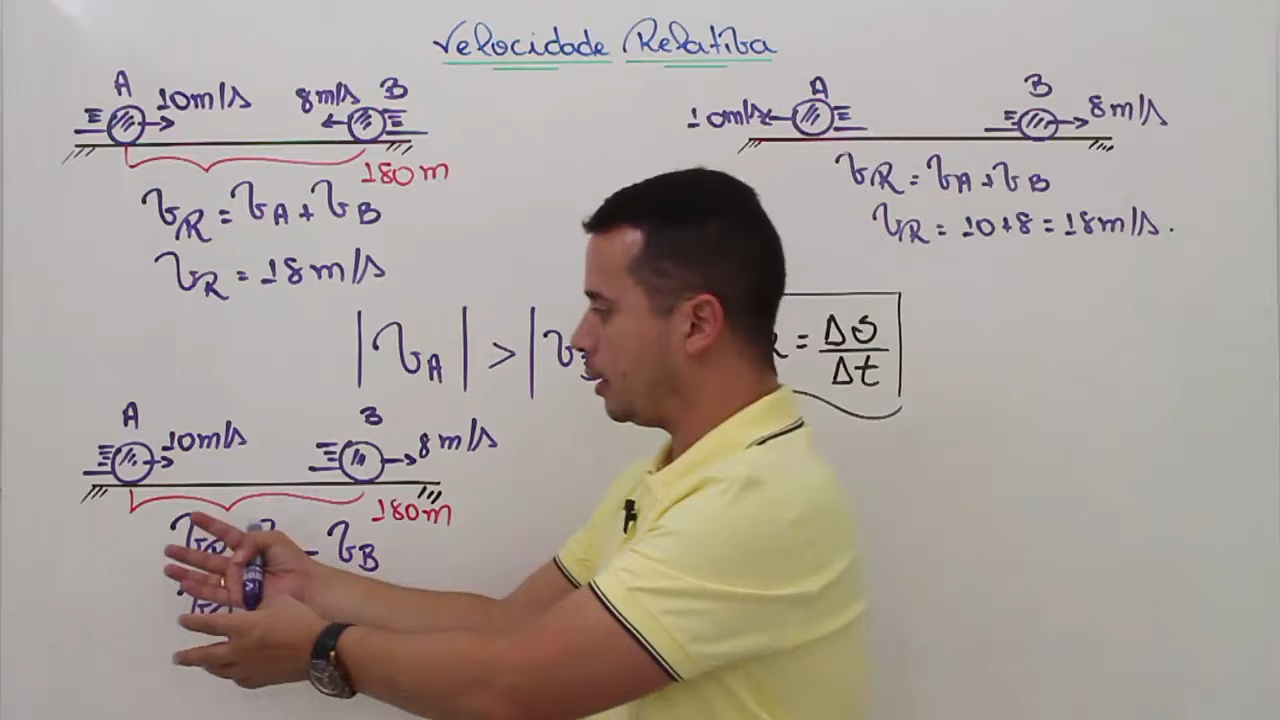 Velocidade Relativa
A 10m/s 8m/s B
180m
VR = VA + VB
VR = 18m/s
A B
10m/s 8m/s
VR = VA + VB
VR = 10+8 = 18m/s.
|VA| > |V
= ΔS
Δt
A B
10m/s 8m/s
180m
- VB